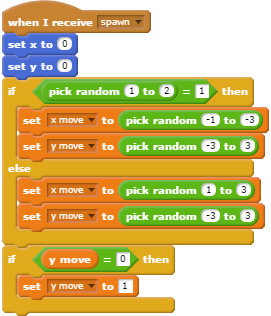 when I receive spawn
set x to 0
set y to 0
if pick random 1 to 2 = 1 then
set x move to pick random -1 to -3
set y move to pick random -3 to 3
else
set x move to pick random 1 to 3
set y move to pick random -3 to 3
if y move = 0 then
set y move to 1